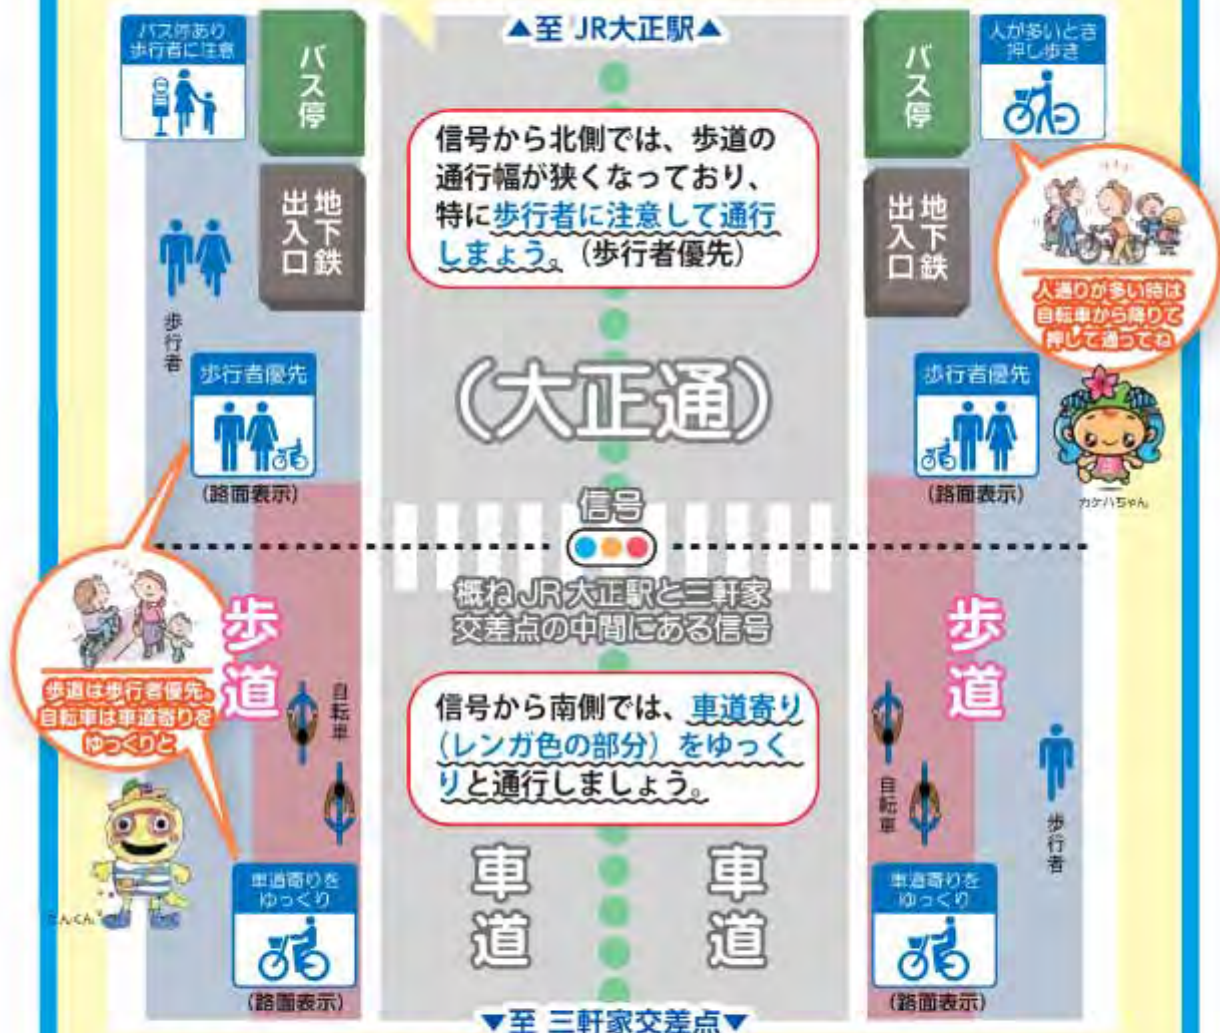 ▲至 JR大正駅▲
バス停あり
歩行者に注意
バス停
バス停
人が多いとき
押し歩き
信号から北側では、歩道の
通行幅が狭くなっており、
特に歩行者に注意して通行
しまょう。（歩行者優先）
地下鉄
出入口
地下鉄
出入口
人通りが多い時は
自転車から降りて
押して通ってね
歩行者
歩行者優先
(路面表示)
（大正通）
歩行者優先
(路面表示)
カケハちゃん
信号
概ねJR大正駅と三軒家
交差点の中間にある信号
歩道
歩道
歩道は歩行者優先。
自転車は車道寄りを
ゆっくりと
自転車
信号から南側では、車道寄り
（レンガ色の部分）をゆっく
りと通行しましょう。
自転車
歩行者
車道
車道
車道寄りを
ゆっくり
(路面表示)
車道寄りを
ゆっくり
(路面表示)
▼至 三軒家交差点▼